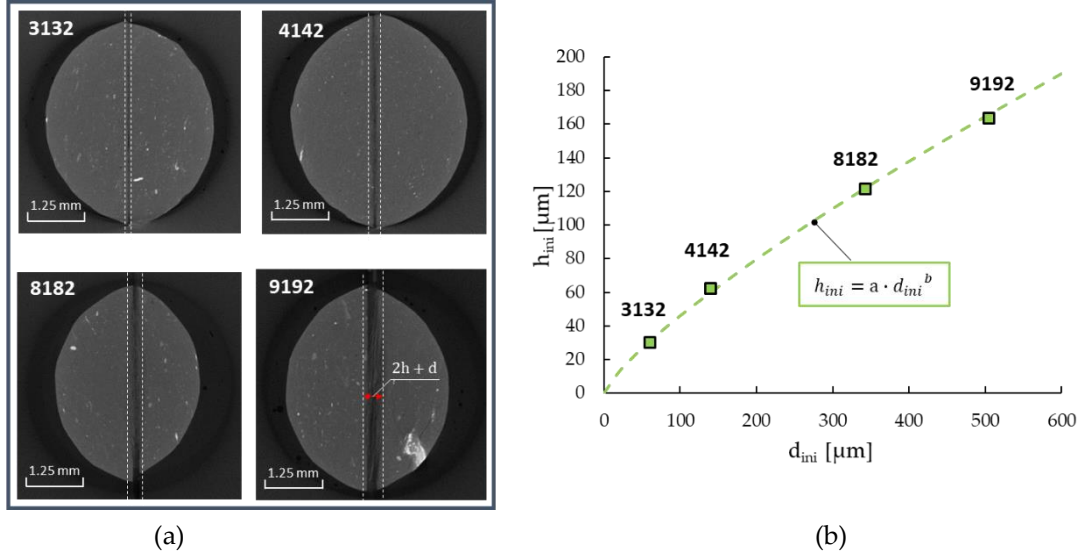 3132
1.25 mm
4142
1.25 mm
8182
1.25 mm
9192
2h + d
1.25 mm
(a)
200
180
160
140
120
100
80
60
40
20
0
h_ini [µm]
9192
8182
4142
3132
h_ini = a · d_ini^b
0 100 200 300 400 500 600
d_ini [µm]
(b)